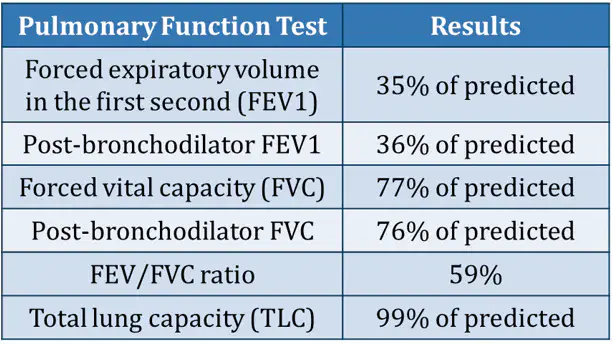 Pulmonary Function Test Results
Forced expiratory volume
in the first second (FEV1)
35% of predicted
Post-bronchodilator FEV1 36% of predicted
Forced vital capacity (FVC) 77% of predicted
Post-bronchodilator FVC 76% of predicted
FEV/FVC ratio 59%
Total lung capacity (TLC) 99% of predicted